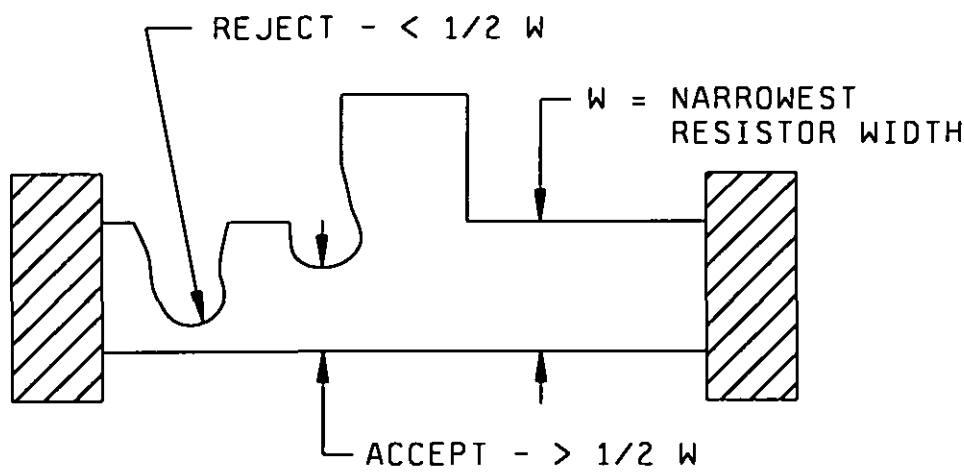 REJECT - < 1/2 W
W = NARROWEST
RESISTOR WIDTH
ACCEPT - > 1/2 W